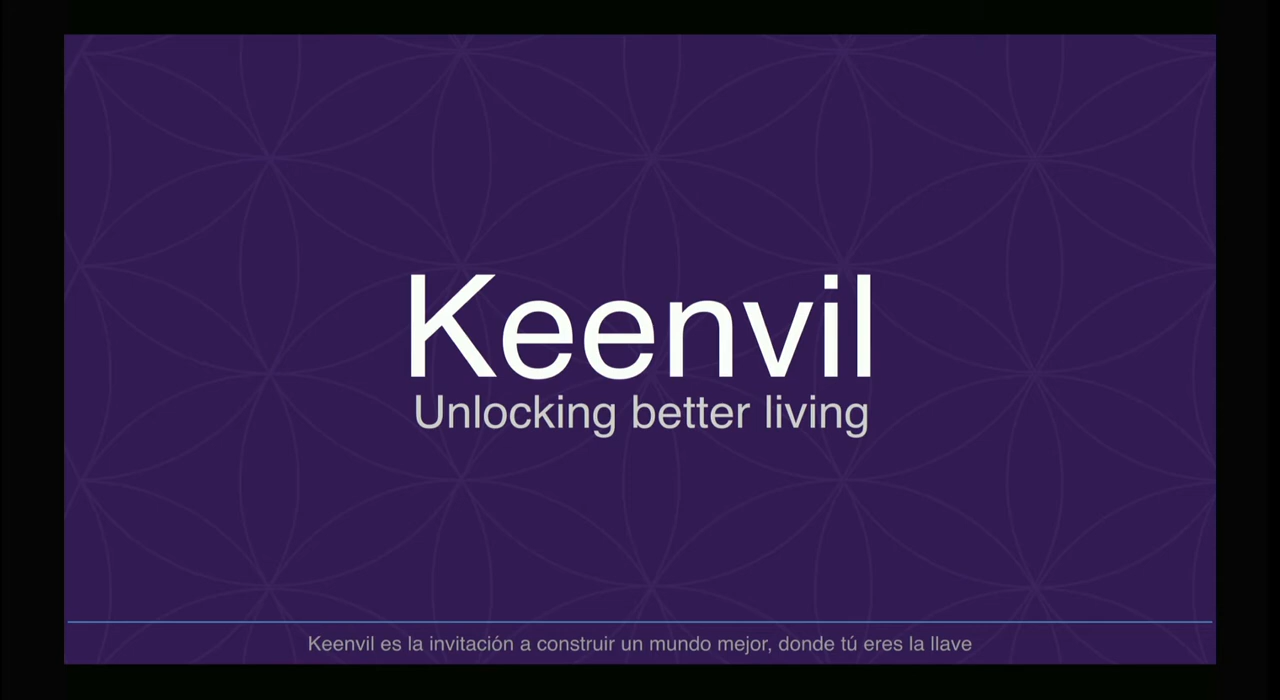 Keenvil
Unlocking better living
Keenvil es la invitación a construir un mundo mejor, donde tú eres la llave